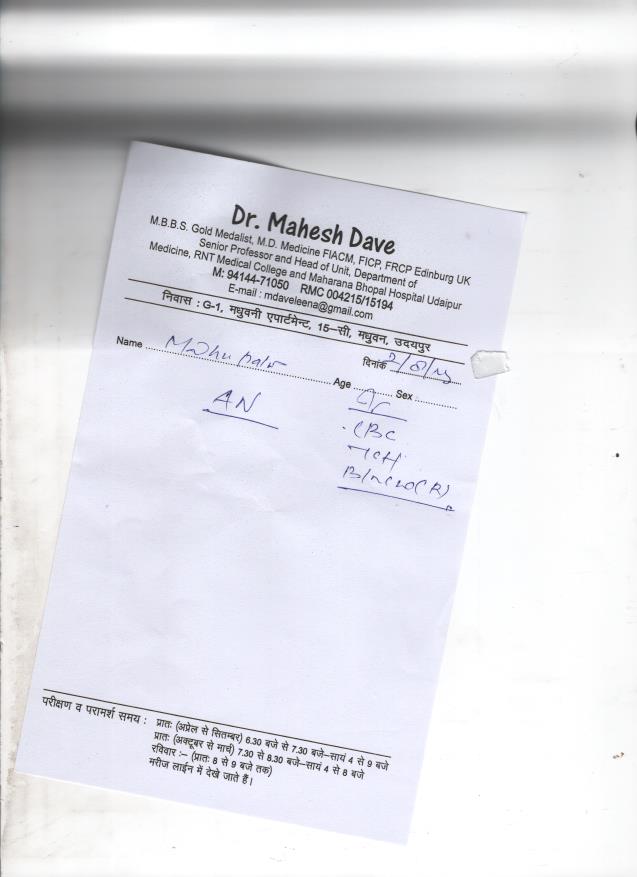 Dr. Mahesh Dave
M.B.B.S. Gold Medalist, M.D. Medicine FIACM, FICP, FRCP Edinburg UK
Senior Professor and Head of Unit, Department of
Medicine, RNT Medical College and Maharana Bhopal Hospital Udaipur
M: 94144-71050 RMC 004215/15194
E-mail : mdaveleena@gmail.com
निवास : G-1, मधुवनी एपार्टमेन्ट, 15–सी, मधुवन, उदयपुर
दिनांक
Name Age Sex
AN
CBC
परीक्षण व परामर्श समय : प्रातः (अप्रेल से सितम्बर) 6.30 बजे से 7.30 बजे–सायं 4 से 9 बजे
प्रातः (अक्टूबर से मार्च) 7.30 से 8.30 बजे–सायं 4 से 8 बजे
रविवार :– (प्रातः 8 से 9 बजे तक)
मरीज लाईन में देखे जाते हैं।